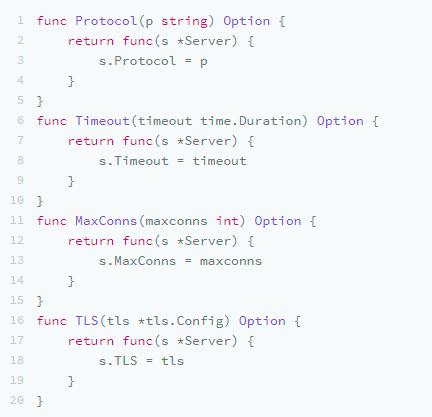 1 func Protocol(p string) Option {
2     return func(s *Server) {
3         s.Protocol = p
4     }
5 }
6 func Timeout(timeout time.Duration) Option {
7     return func(s *Server) {
8         s.Timeout = timeout
9     }
10 }
11 func MaxConns(maxconns int) Option {
12     return func(s *Server) {
13         s.MaxConns = maxconns
14     }
15 }
16 func TLS(tls *tls.Config) Option {
17     return func(s *Server) {
18         s.TLS = tls
19     }
20 }